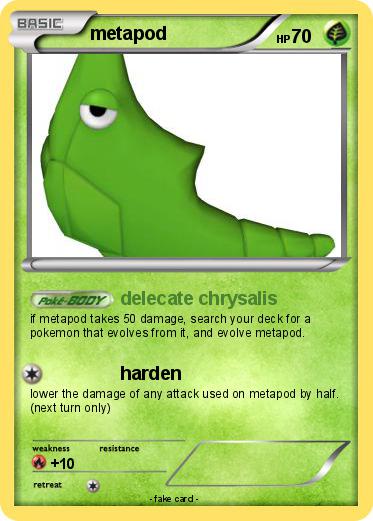 BASIC
metapod
HP70
Poké-BODY
delecate chrysalis
if metapod takes 50 damage, search your deck for a
pokemon that evolves from it, and evolve metapod.
harden
lower the damage of any attack used on metapod by half.
(next turn only)
weakness resistance
+10
retreat
- fake card -